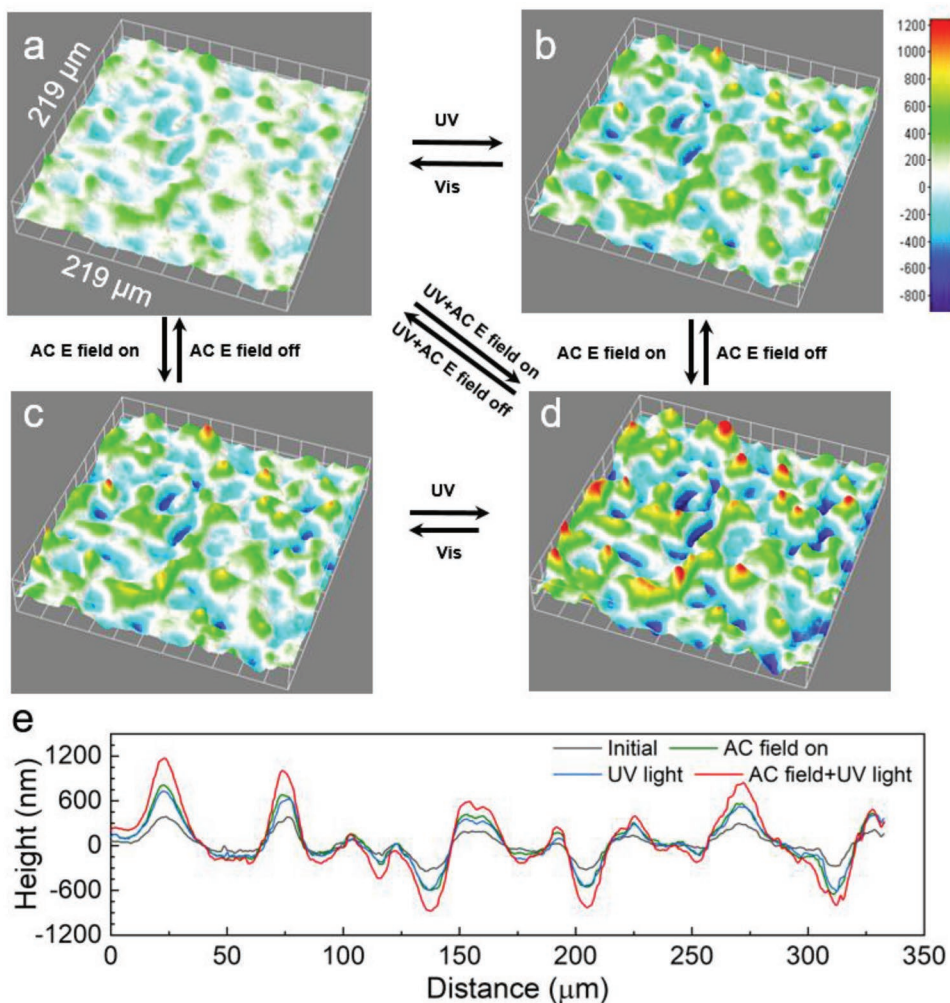 a
219 µm
219 µm
UV
Vis
b
1200
1000
800
600
400
200
0
-200
-400
-600
-800
AC E field on
AC E field off
UV+AC E field on
UV+AC E field off
AC E field on
AC E field off
c
UV
Vis
d
e
Height (nm)
1200
600
0
-600
-1200
Initial
AC field on
UV light
AC field+UV light
0
50
100
150
200
250
300
350
Distance (µm)